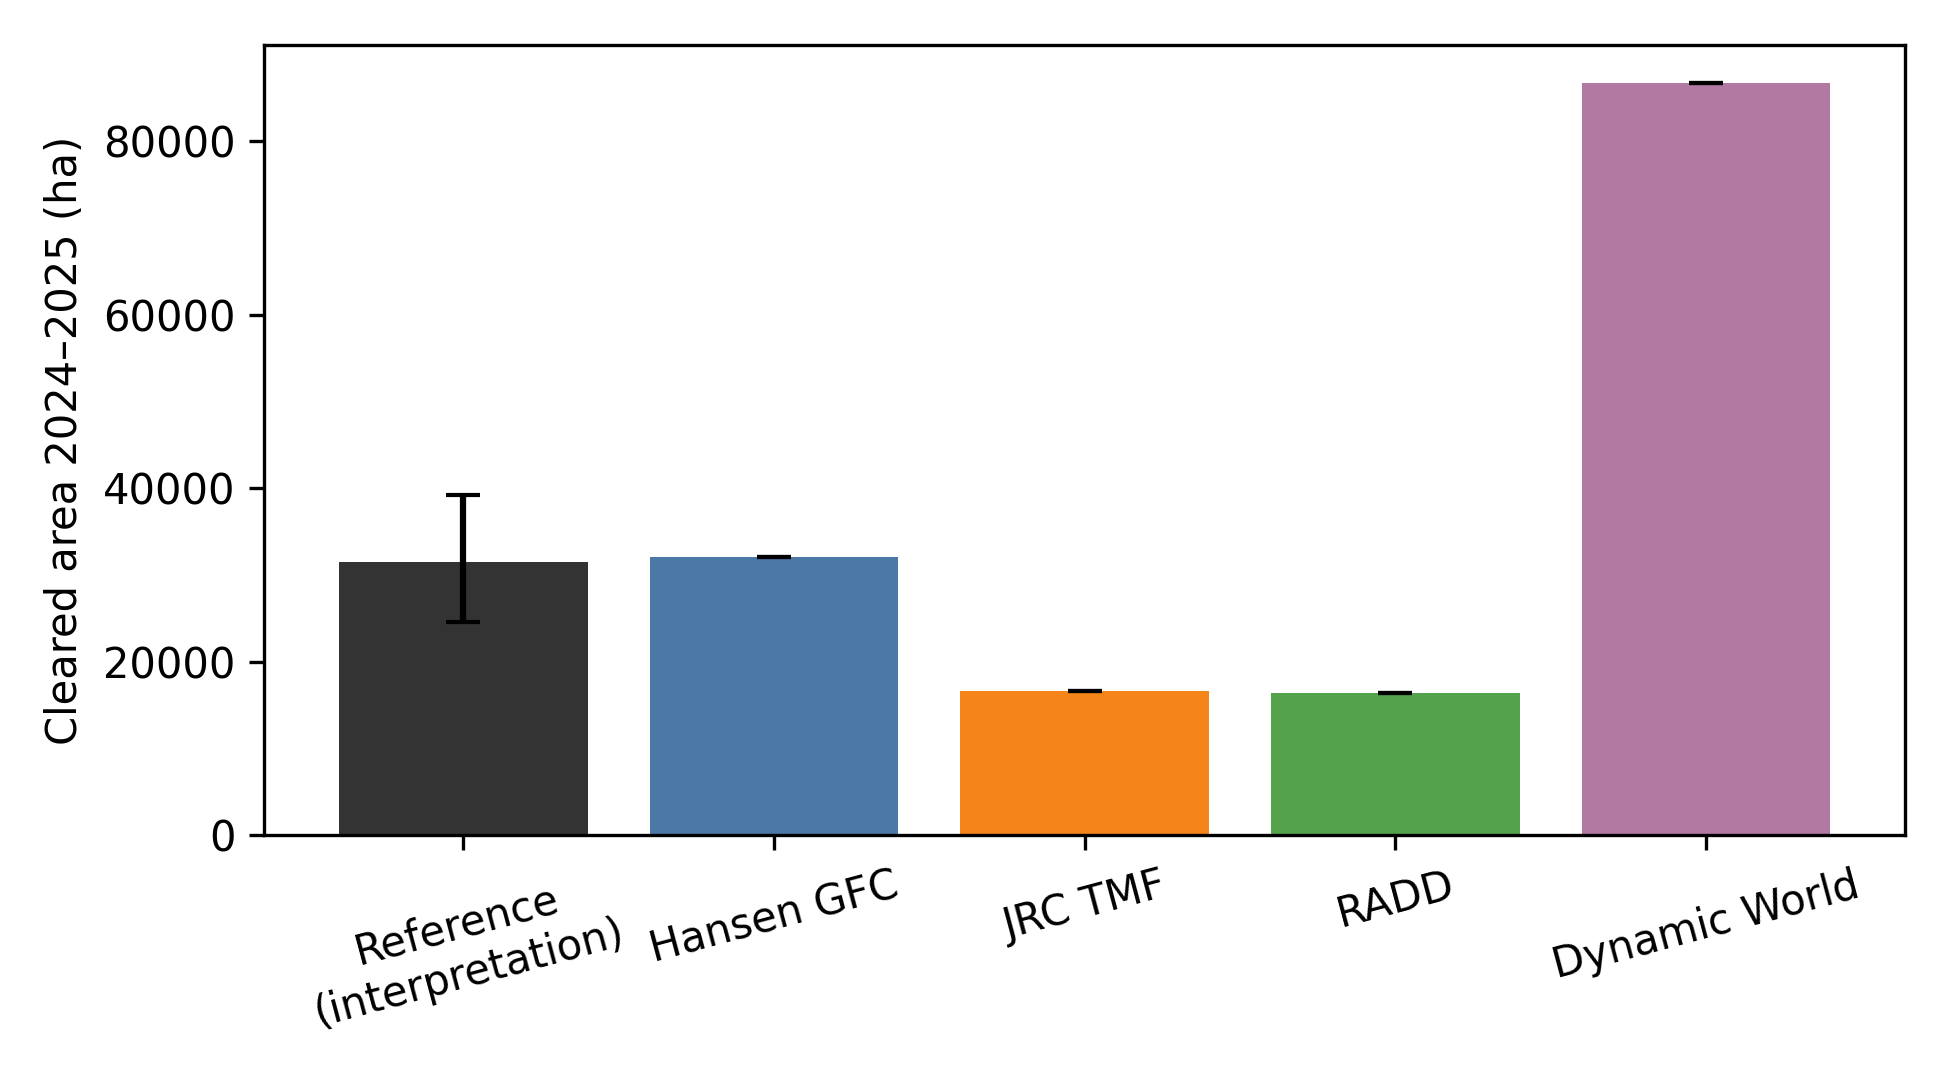 Cleared area 2024–2025 (ha)
80000
60000
40000
20000
0
Reference
(interpretation)
Hansen GFC
JRC TMF
RADD
Dynamic World